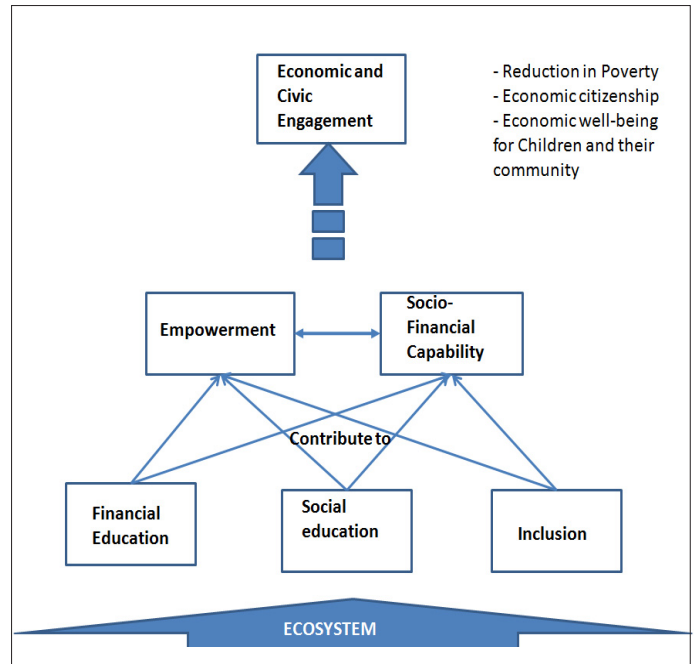 Economic and
Civic
Engagement
- Reduction in Poverty
- Economic citizenship
- Economic well-being
for Children and their
community
Empowerment
Socio-
Financial
Capability
Contribute to
Financial
Education
Social
education
Inclusion
ECOSYSTEM